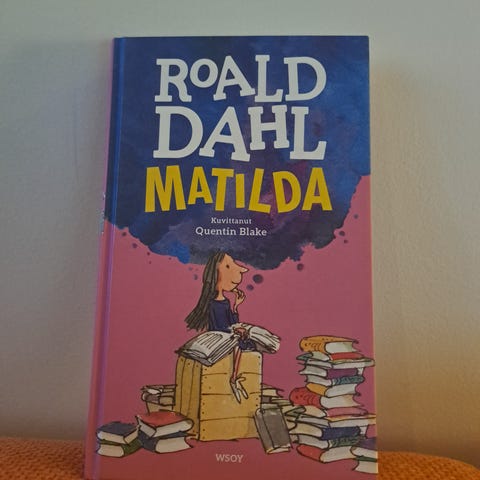 ROALD
DAHL
MATILDA
Kuvittanut
Quentin Blake
WSOY